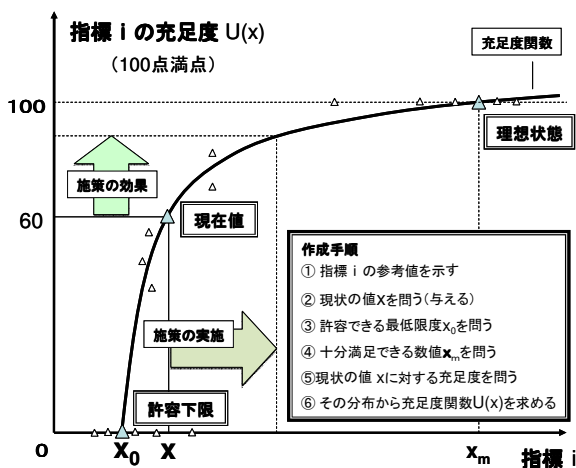 指標 i の充足度 U(x)
（100点満点）
充足度関数
100
理想状態
施策の効果
60
現在値
作成手順
① 指標 i の参考値を示す
② 現状の値xを問う（与える）
③ 許容できる最低限度x₀を問う
④ 十分満足できる数値xₘを問う
⑤現状の値 xに対する充足度を問う
⑥ その分布から充足度関数U(x)を求める
施策の実施
許容下限
0
x₀
x
xₘ
指標 i